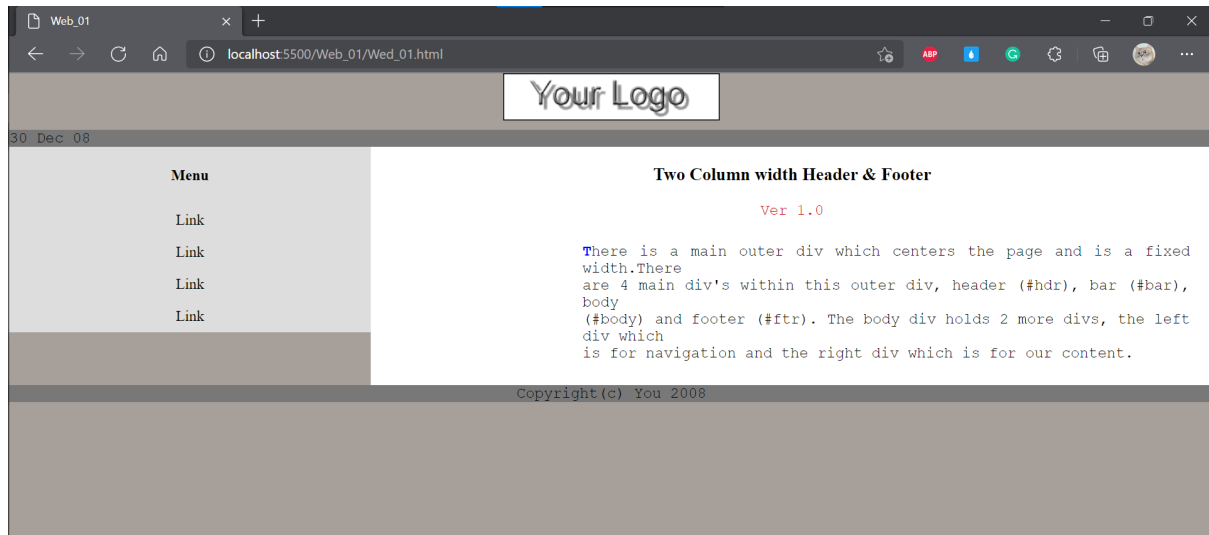 Web_01
localhost:5500/Web_01/Wed_01.html
ABP
G
Your Logo
30 Dec 08
Menu
Link
Link
Link
Link
Two Column width Header & Footer
Ver 1.0
There is a main outer div which centers the page and is a fixed
width.There
are 4 main div's within this outer div, header (#hdr), bar (#bar),
body
(#body) and footer (#ftr). The body div holds 2 more divs, the left
div which
is for navigation and the right div which is for our content.
Copyright(c) You 2008